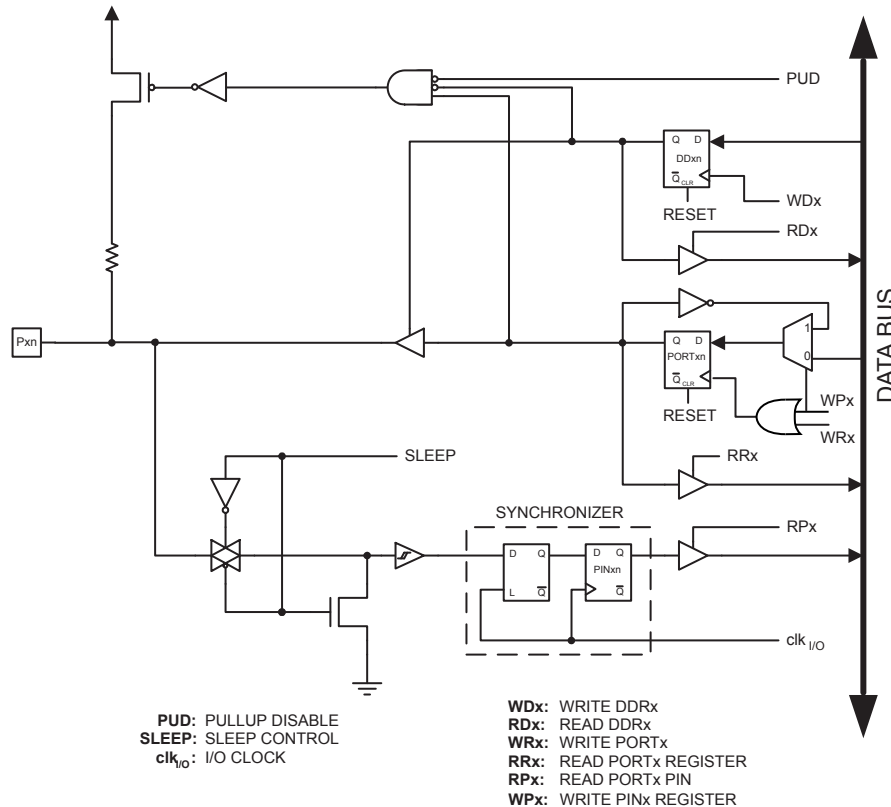 PUD
Q D
DDxn
Q
CLR
WDx
RESET
RDx
Pxn
1
Q D
PORTxn
0
Q
CLR
WPx
RESET
WRx
RRx
SLEEP
SYNCHRONIZER
RPx
D Q
D Q
PINxn
L Q
Q
clk I/O
DATA BUS
PUD: PULLUP DISABLE
SLEEP: SLEEP CONTROL
clkI/O: I/O CLOCK
WDx: WRITE DDRx
RDx: READ DDRx
WRx: WRITE PORTx
RRx: READ PORTx REGISTER
RPx: READ PORTx PIN
WPx: WRITE PINx REGISTER